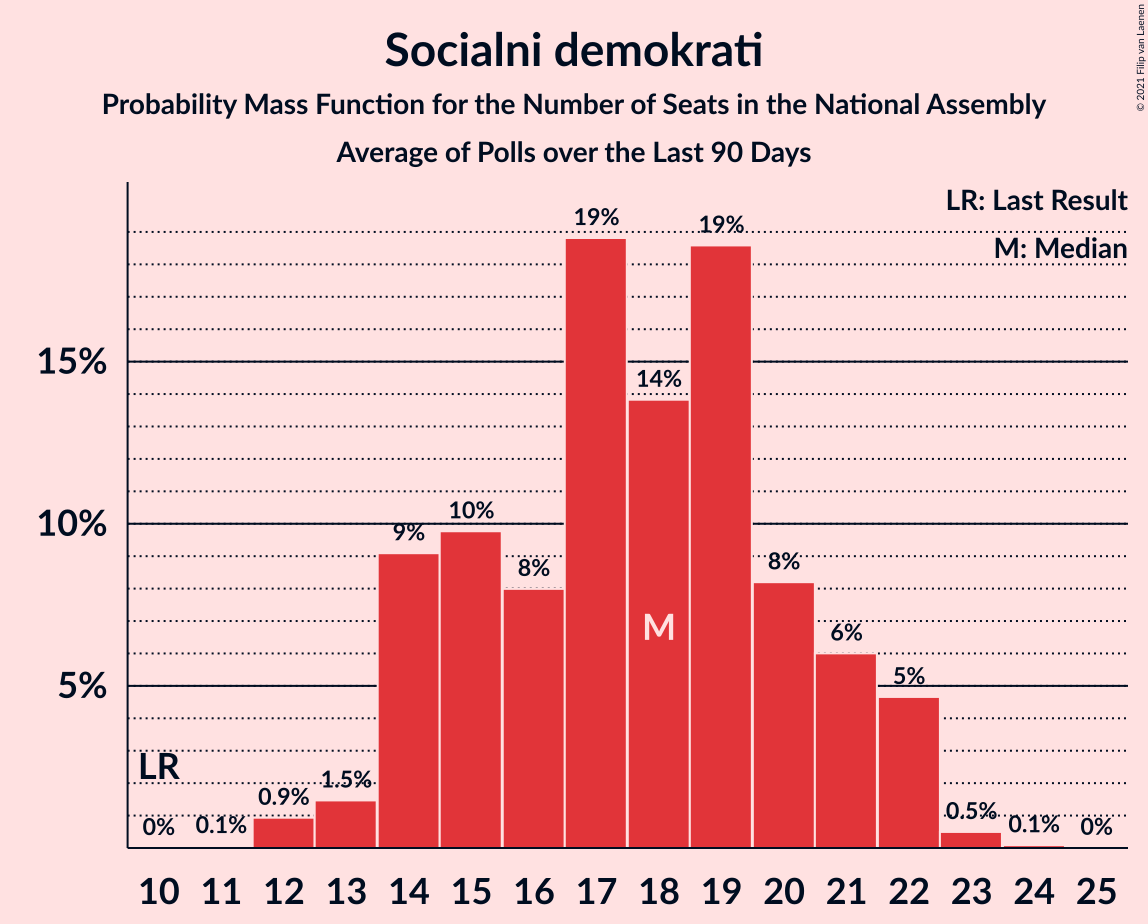 Socialni demokrati
Probability Mass Function for the Number of Seats in the National Assembly
Average of Polls over the Last 90 Days
© 2021 Filip van Laenen
LR: Last Result
M: Median
15%
10%
5%
LR
M
0%
0.1%
0.9%
1.5%
9%
10%
8%
19%
14%
19%
8%
6%
5%
0.5%
0.1%
0%
10 11 12 13 14 15 16 17 18 19 20 21 22 23 24 25